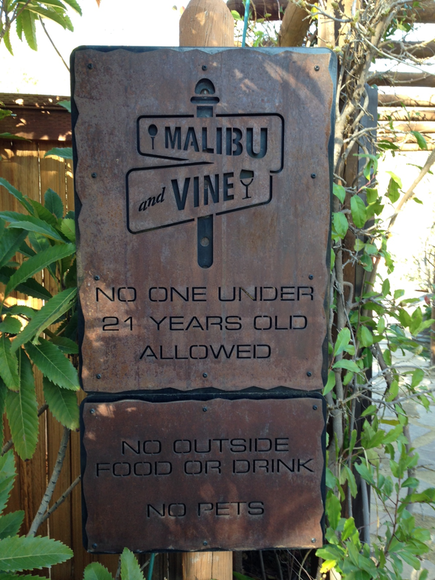 MALIBU
and VINE
NO ONE UNDER
21 YEARS OLD
ALLOWED
NO OUTSIDE
FOOD OR DRINK
NO PETS